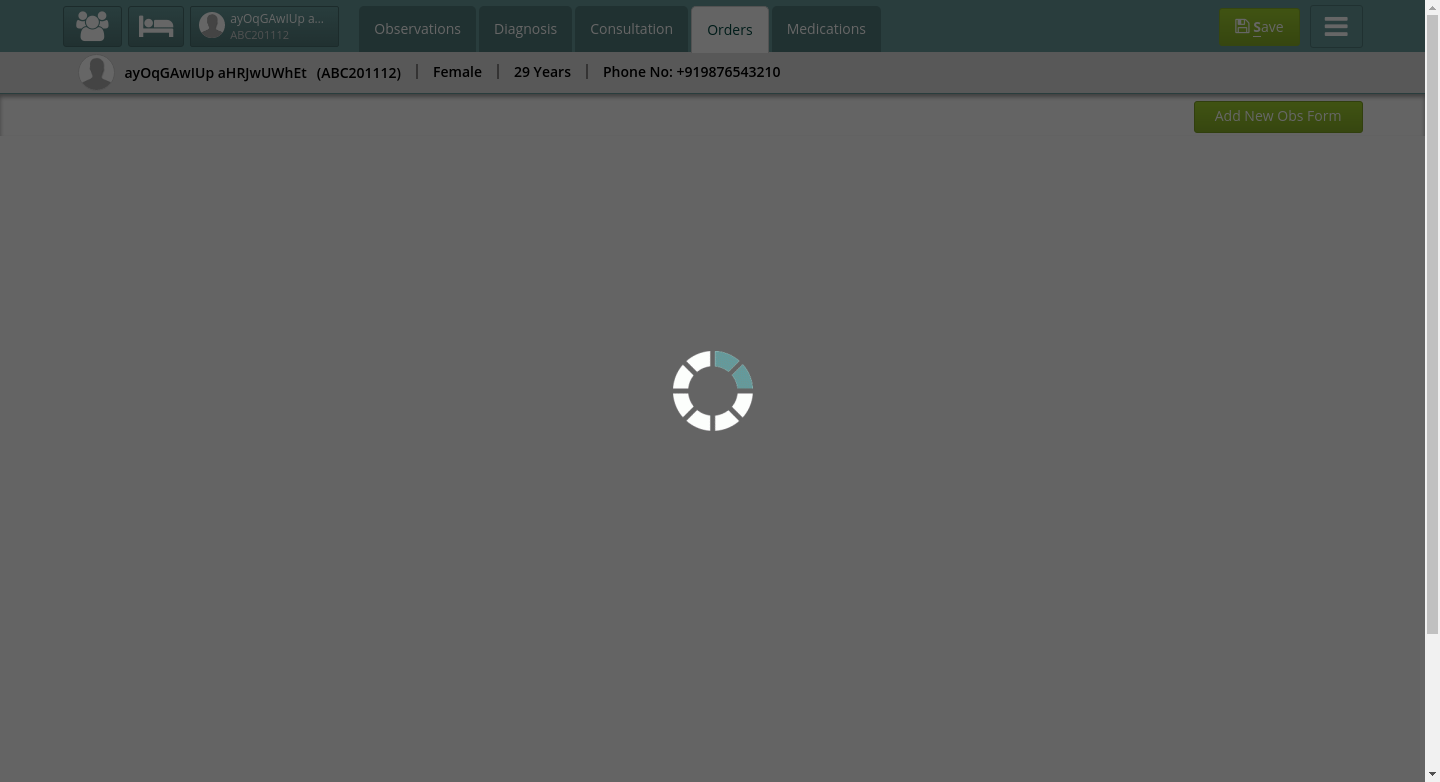 ayOqGAwIUp a...
ABC201112
Observations
Diagnosis
Consultation
Orders
Medications
Save
ayOqGAwIUp aHRJwUWhEt (ABC201112) | Female | 29 Years | Phone No: +919876543210
Add New Obs Form